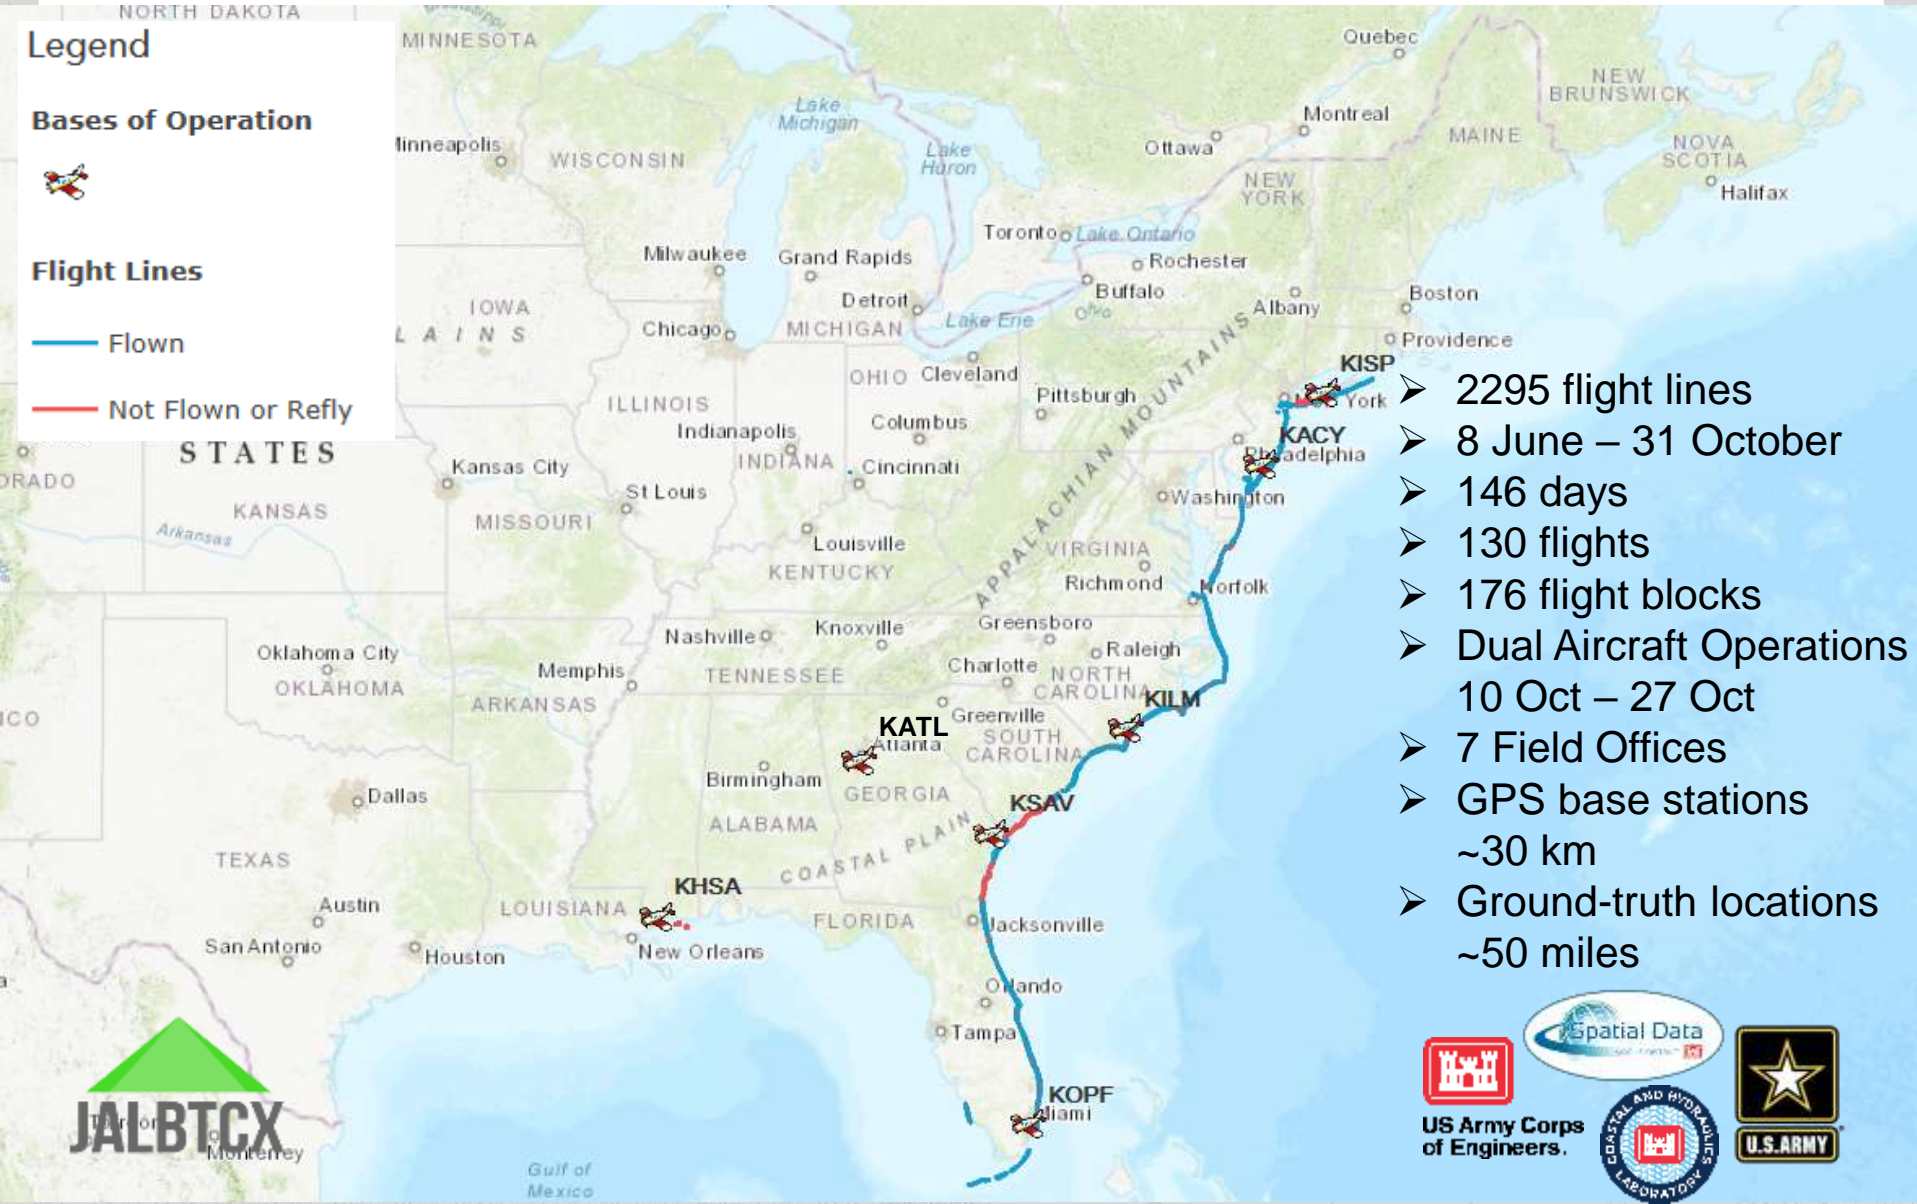 NORTH DAKOTA
MINNESOTA
Quebec
Legend
Bases of Operation
Flight Lines
Flown
Not Flown or Refly
NEW
BRUNSWICK
Lake
Michigan
Montreal
MAINE
Minneapolis
WISCONSIN
Lake
Huron
Ottawa
NOVA
SCOTIA
NEW
YORK
Halifax
Toronto
Lake Ontario
Milwaukee
Grand Rapids
Rochester
Detroit
Buffalo
Boston
IOWA
Albany
Chicago
MICHIGAN
Lake Erie
Ohio
L A I N S
Providence
KISP
OHIO
Cleveland
Pittsburgh
York
ILLINOIS
Columbus
APPALACHIAN MOUNTAINS
Indianapolis
KACY
STATES
Kansas City
INDIANA
Cincinnati
Philadelphia
ORADO
St Louis
Washington
KANSAS
MISSOURI
Arkansas
Louisville
VIRGINIA
KENTUCKY
Richmond
Norfolk
Nashville
Knoxville
Greensboro
Oklahoma City
Raleigh
Memphis
TENNESSEE
Charlotte
NORTH
CAROLINA
OKLAHOMA
ARKANSAS
KILM
ICO
KATL
Greenville
Atlanta
SOUTH
CAROLINA
Birmingham
Dallas
GEORGIA
KSAV
ALABAMA
TEXAS
COASTAL PLAIN
KHSA
Austin
LOUISIANA
FLORIDA
Jacksonville
San Antonio
Houston
New Orleans
Orlando
Tampa
KOPF
Miami
Monterrey
Gulf of
Mexico
➢ 2295 flight lines
➢ 8 June – 31 October
➢ 146 days
➢ 130 flights
➢ 176 flight blocks
➢ Dual Aircraft Operations
10 Oct – 27 Oct
➢ 7 Field Offices
➢ GPS base stations
~30 km
➢ Ground-truth locations
~50 miles
JALBTCX
Spatial Data
US Army Corps
of Engineers.
COASTAL AND HYDRAULICS
LABORATORY
U.S.ARMY